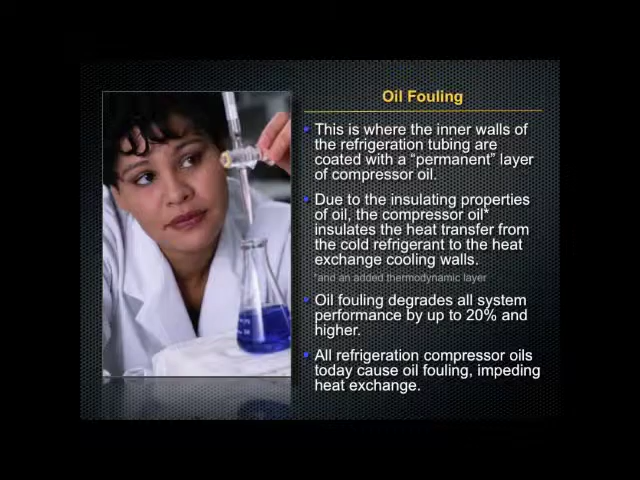 Oil Fouling
• This is where the inner walls of
the refrigeration tubing are
coated with a “permanent” layer
of compressor oil.
• Due to the insulating properties
of oil, the compressor oil*
insulates the heat transfer from
the cold refrigerant to the heat
exchange cooling walls.
*and an added thermodynamic layer
• Oil fouling degrades all system
performance by up to 20% and
higher.
• All refrigeration compressor oils
today cause oil fouling, impeding
heat exchange.